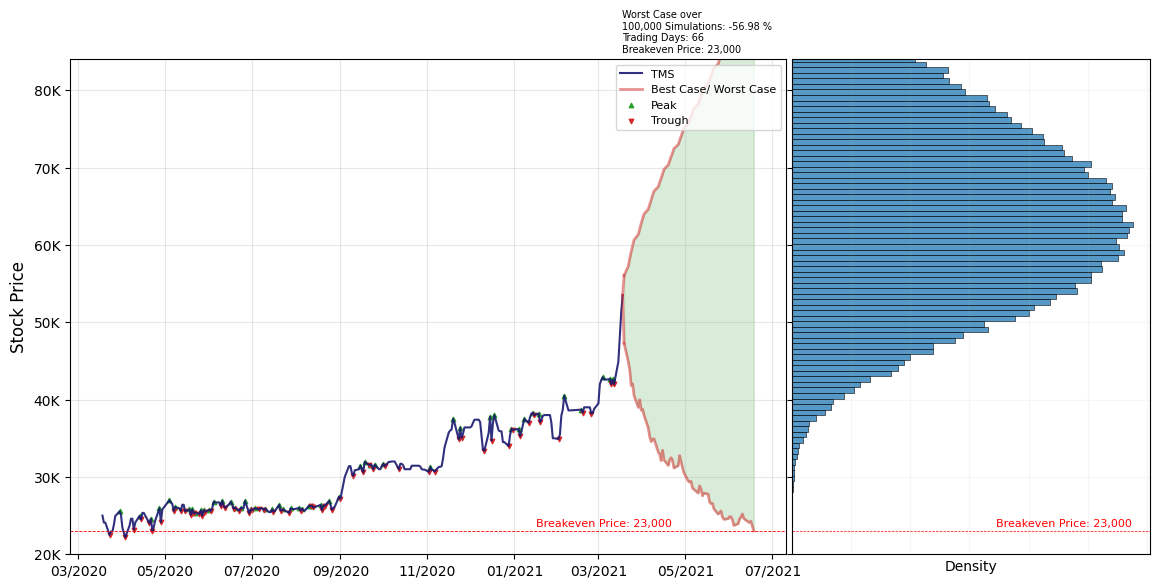 Worst Case over
100,000 Simulations: -56.98 %
Trading Days: 66
Breakeven Price: 23,000
TMS
Best Case/ Worst Case
Peak
Trough
Stock Price
80K
70K
60K
50K
40K
30K
20K
Breakeven Price: 23,000
Breakeven Price: 23,000
03/2020
05/2020
07/2020
09/2020
11/2020
01/2021
03/2021
05/2021
07/2021
Density